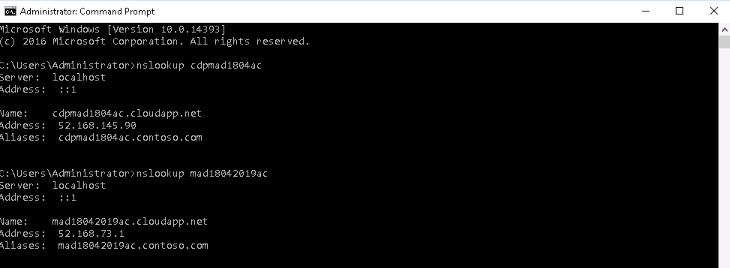 Administrator: Command Prompt
Microsoft Windows [Version 10.0.14393]
(c) 2016 Microsoft Corporation. All rights reserved.
C:\Users\Administrator>nslookup cdpmad1804ac
Server: localhost
Address: ::1
Name: cdpmad1804ac.cloudapp.net
Address: 52.168.145.90
Aliases: cdpmad1804ac.contoso.com
C:\Users\Administrator>nslookup mad18042019ac
Server: localhost
Address: ::1
Name: mad18042019ac.cloudapp.net
Address: 52.168.73.1
Aliases: mad18042019ac.contoso.com